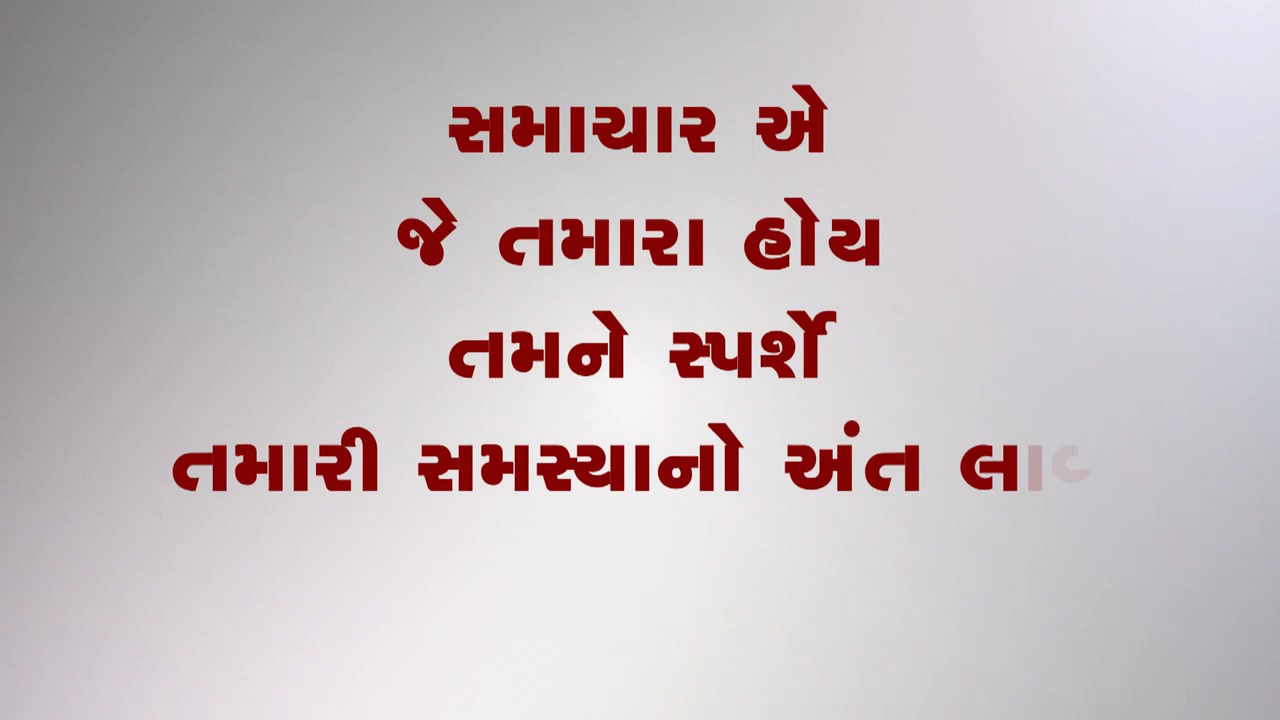 સમાચાર એ
જે તમારા હોય
તમને સ્પર્શે
તમારી સમસ્યાનો અંત